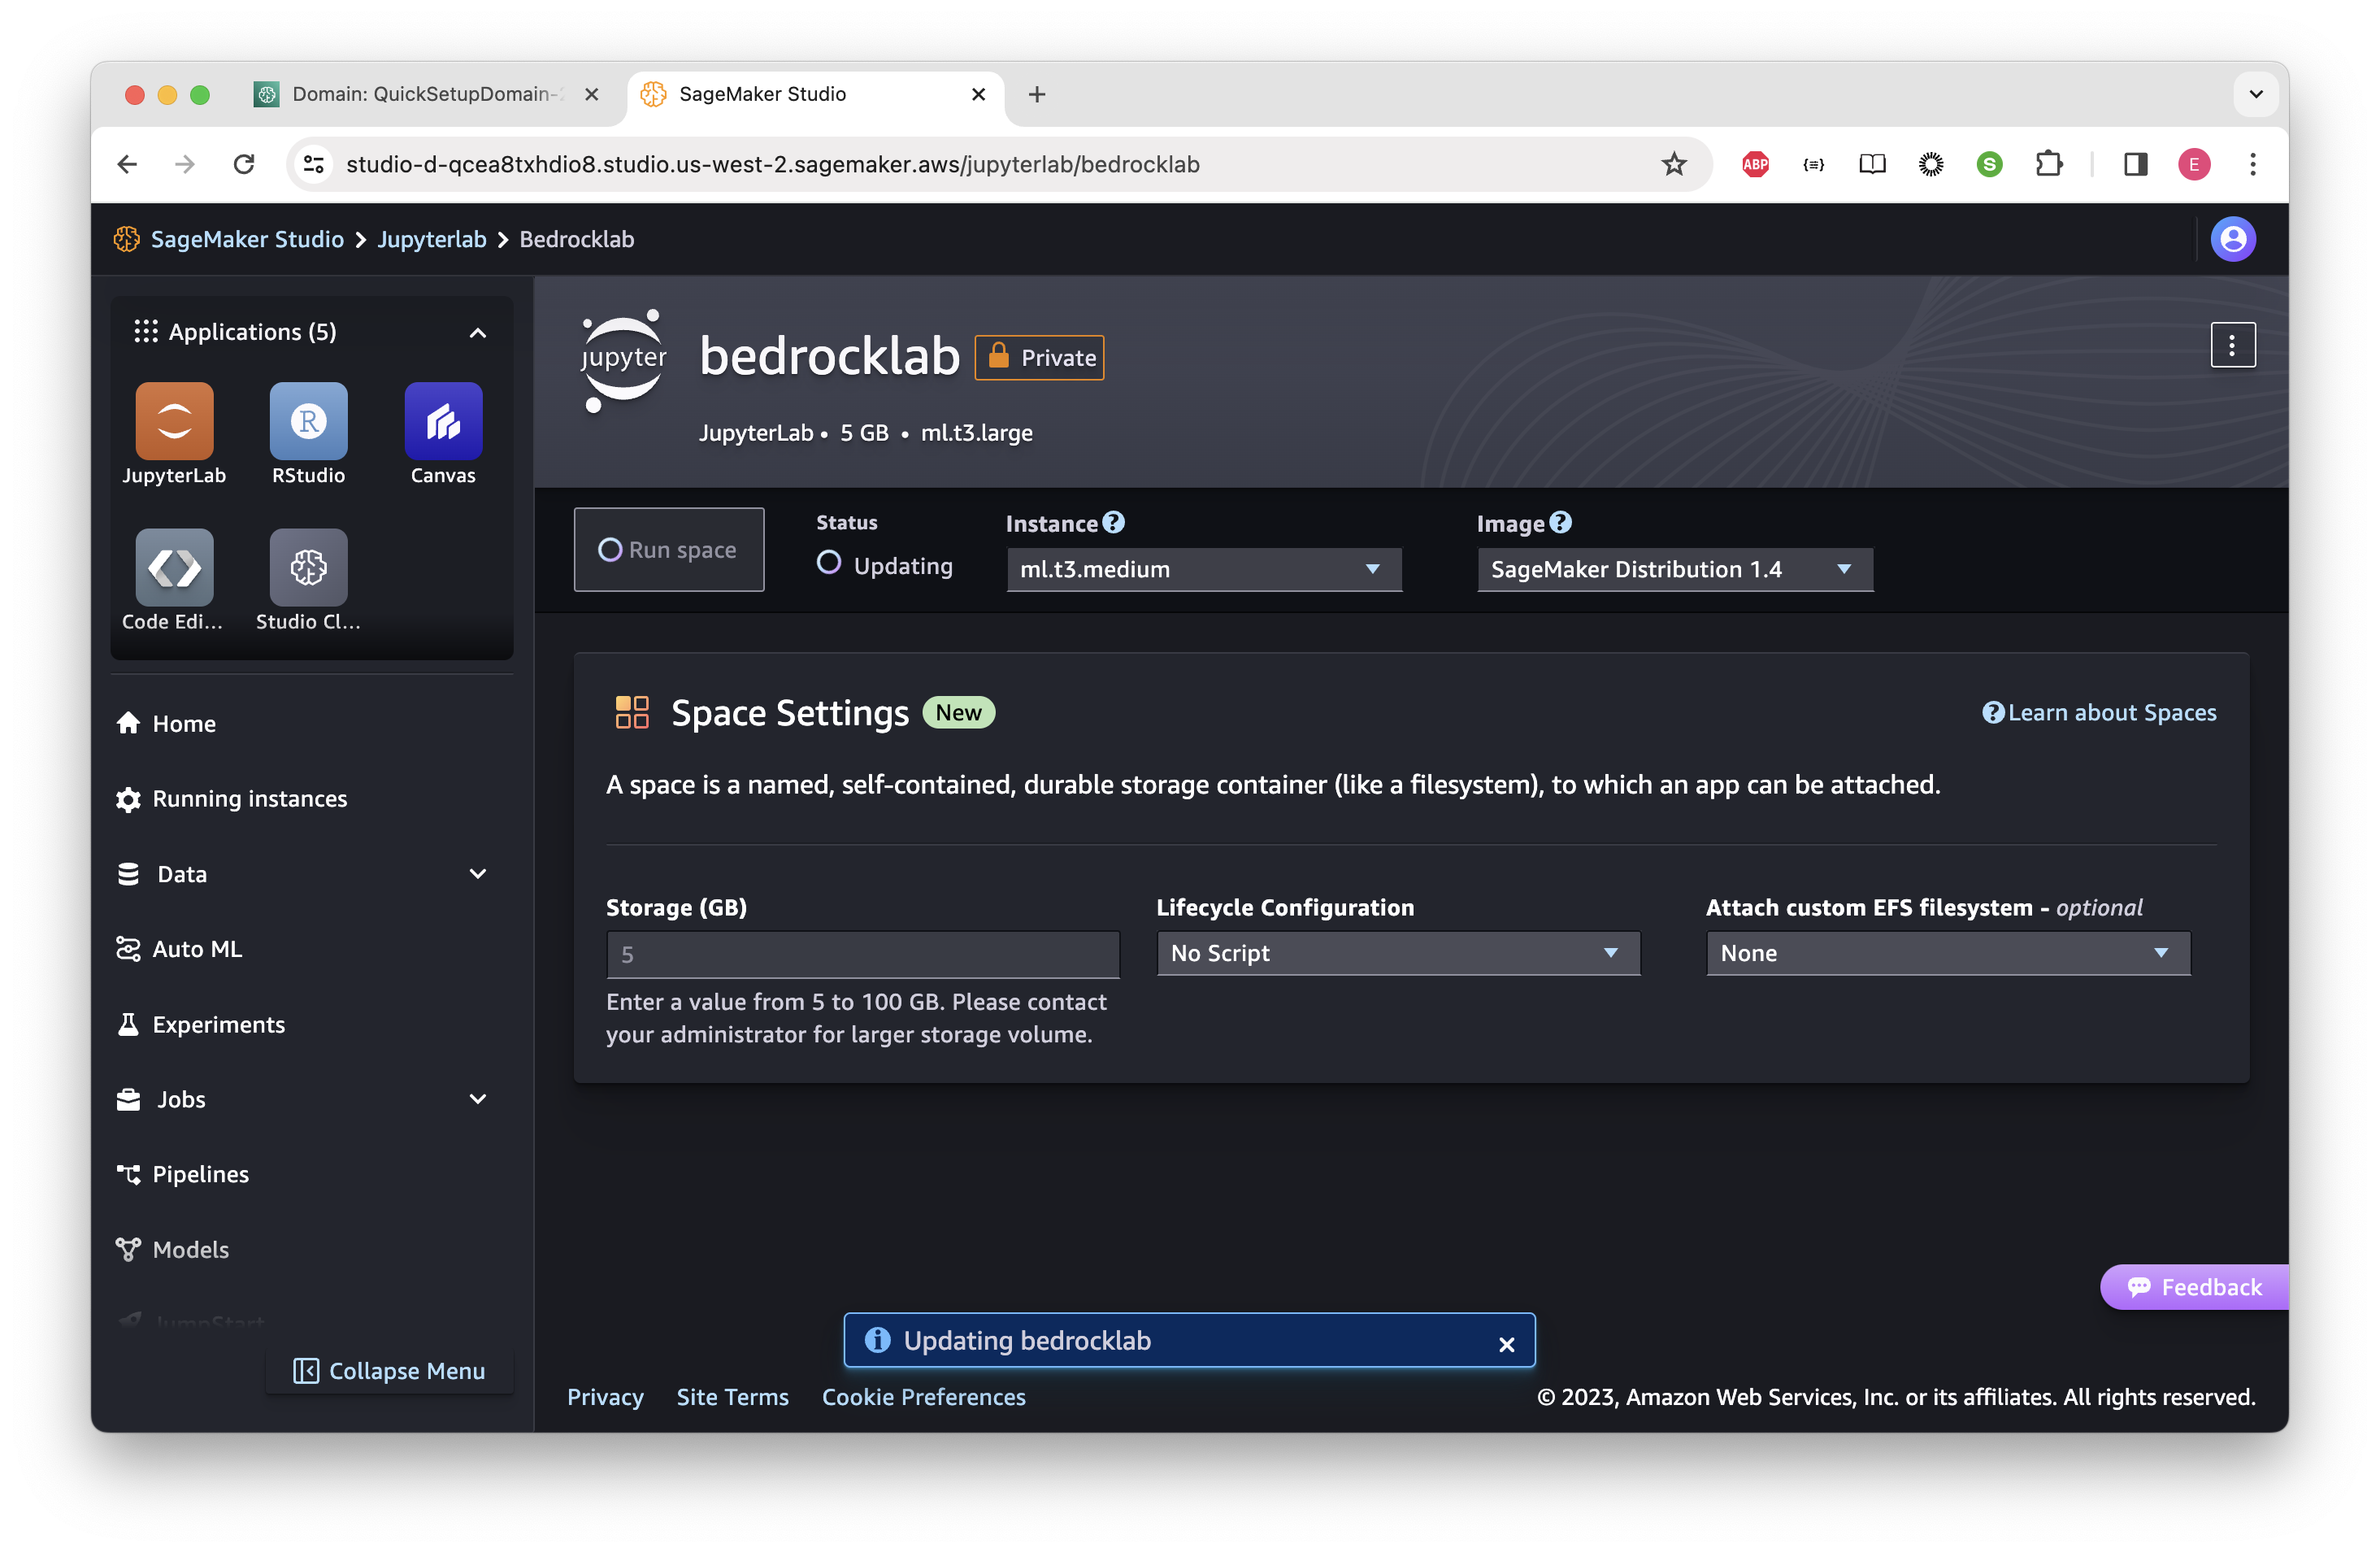 Domain: QuickSetupDomain-
SageMaker Studio
studio-d-qcea8txhdio8.studio.us-west-2.sagemaker.aws/jupyterlab/bedrocklab
ABP
{≡}
S
E
SageMaker Studio > Jupyterlab > Bedrocklab
Applications (5)
JupyterLab
R
RStudio
Canvas
Code Edi...
Studio Cl...
Home
Running instances
Data
Auto ML
Experiments
Jobs
Pipelines
Models
JumpStart
Collapse Menu
jupyter
bedrocklab
Private
JupyterLab • 5 GB • ml.t3.large
Run space
Status
Updating
Instance
ml.t3.medium
Image
SageMaker Distribution 1.4
Space Settings
New
Learn about Spaces
A space is a named, self-contained, durable storage container (like a filesystem), to which an app can be attached.
Storage (GB)
5
Enter a value from 5 to 100 GB. Please contact
your administrator for larger storage volume.
Lifecycle Configuration
No Script
Attach custom EFS filesystem - optional
None
Feedback
Updating bedrocklab
Privacy
Site Terms
Cookie Preferences
© 2023, Amazon Web Services, Inc. or its affiliates. All rights reserved.